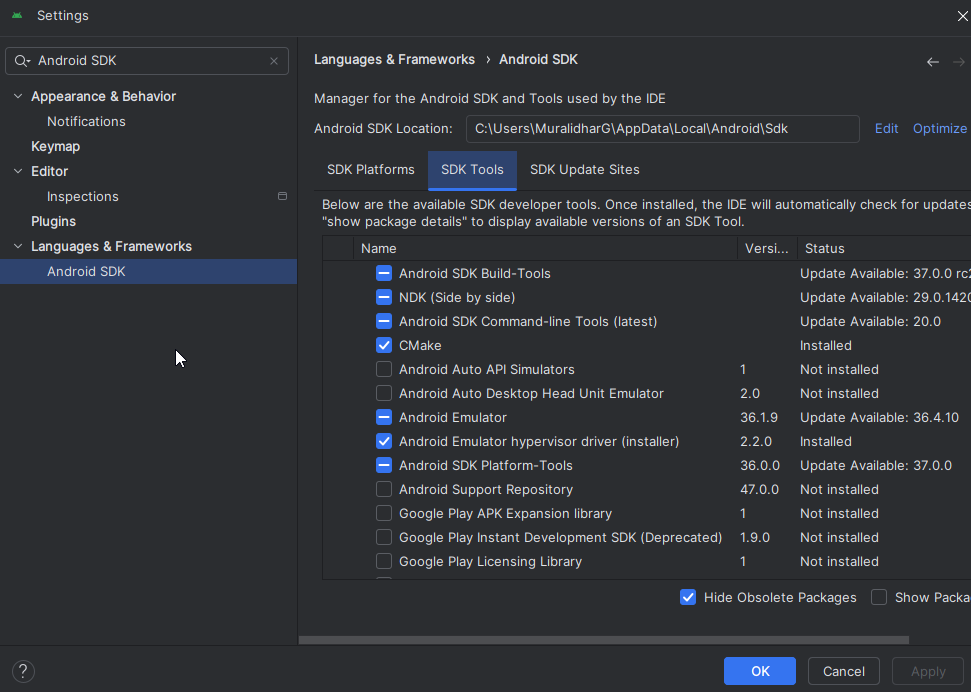 Settings
Android SDK
Appearance & Behavior
Notifications
Keymap
Editor
Inspections
Plugins
Languages & Frameworks
Android SDK
Languages & Frameworks › Android SDK
Manager for the Android SDK and Tools used by the IDE
Android SDK Location: C:\Users\MuralidharG\AppData\Local\Android\Sdk Edit Optimize
SDK Platforms SDK Tools SDK Update Sites
Below are the available SDK developer tools. Once installed, the IDE will automatically check for updates
"show package details" to display available versions of an SDK Tool.
Name Versi... Status
Android SDK Build-Tools Update Available: 37.0.0 rc2
NDK (Side by side) Update Available: 29.0.1420
Android SDK Command-line Tools (latest) Update Available: 20.0
CMake Installed
Android Auto API Simulators 1 Not installed
Android Auto Desktop Head Unit Emulator 2.0 Not installed
Android Emulator 36.1.9 Update Available: 36.4.10
Android Emulator hypervisor driver (installer) 2.2.0 Installed
Android SDK Platform-Tools 36.0.0 Update Available: 37.0.0
Android Support Repository 47.0.0 Not installed
Google Play APK Expansion library 1 Not installed
Google Play Instant Development SDK (Deprecated) 1.9.0 Not installed
Google Play Licensing Library 1 Not installed
Hide Obsolete Packages Show Packa
? OK Cancel Apply